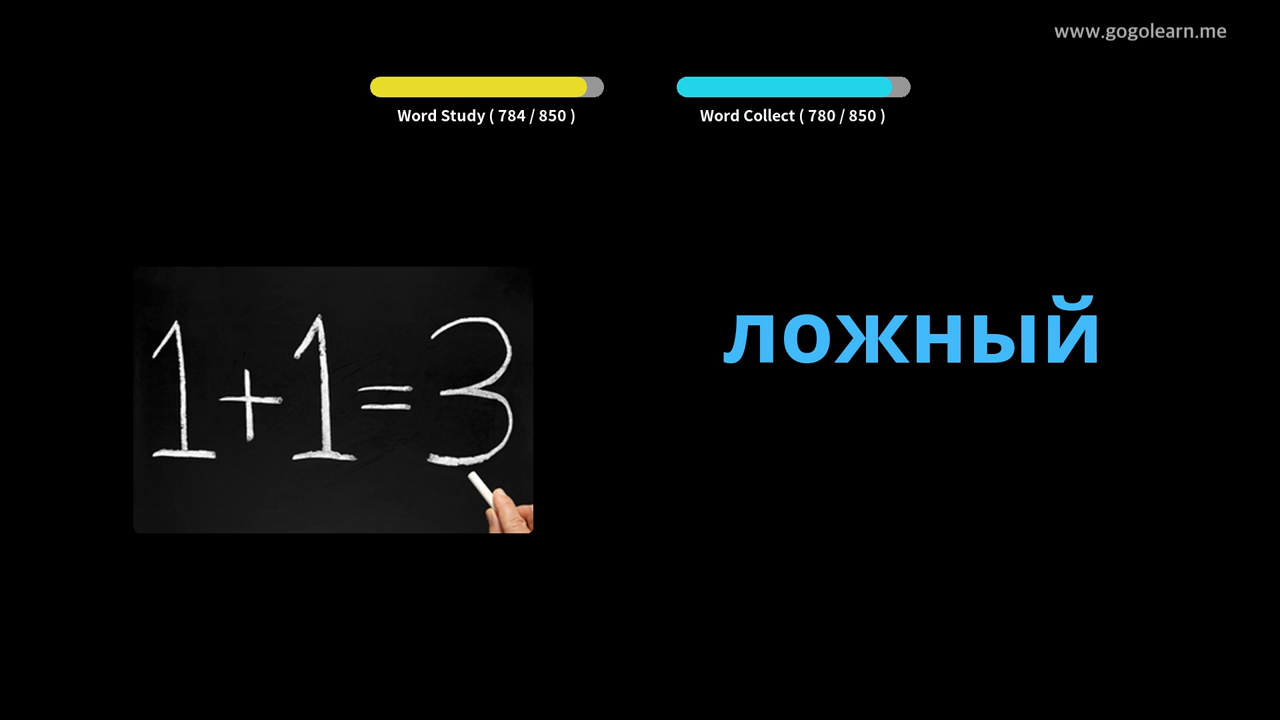 www.gogolearn.me
Word Study ( 784 / 850 )
Word Collect ( 780 / 850 )
1+1=3
ложный